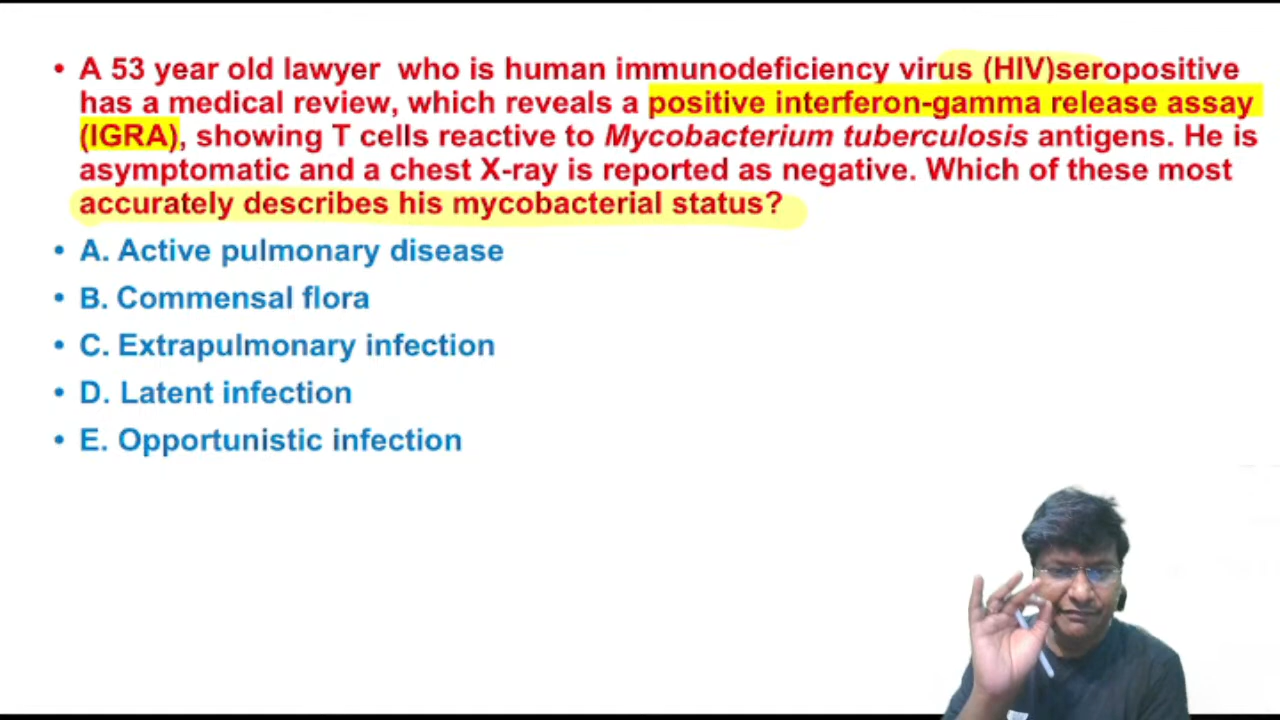 • A 53 year old lawyer who is human immunodeficiency virus (HIV)seropositive
has a medical review, which reveals a positive interferon-gamma release assay
(IGRA), showing T cells reactive to Mycobacterium tuberculosis antigens. He is
asymptomatic and a chest X-ray is reported as negative. Which of these most
accurately describes his mycobacterial status?
• A. Active pulmonary disease
• B. Commensal flora
• C. Extrapulmonary infection
• D. Latent infection
• E. Opportunistic infection